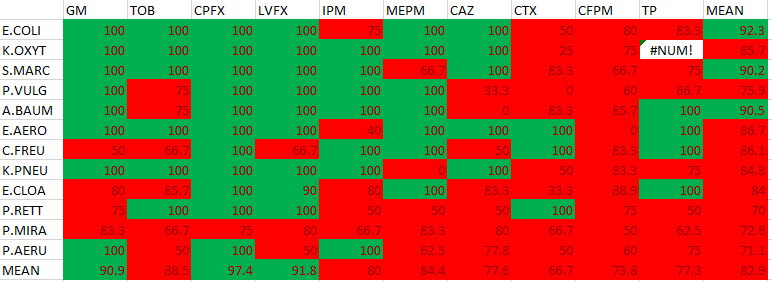 GM TOB CPFX LVFX IPM MEPM CAZ CTX CFPM TP MEAN
E.COLI 100 100 100 100 75 100 100 50 80 83.3 92.3
K.OXYT 100 100 100 100 100 100 100 25 75 #NUM! 85.7
S.MARC 100 100 100 100 100 66.7 100 83.3 66.7 75 90.2
P.VULG 100 75 100 100 100 100 33.3 0 60 66.7 75.9
A.BAUM 100 75 100 100 100 100 0 83.3 85.7 100 90.5
E.AERO 100 100 100 100 40 100 100 100 0 100 86.7
C.FREU 50 66.7 100 66.7 100 100 50 100 83.3 100 86.1
K.PNEU 100 100 100 100 100 0 100 50 83.3 75 84.8
E.CLOA 80 85.7 100 90 80 100 83.3 33.3 88.9 100 84
P.RETT 75 100 100 100 50 50 50 100 75 50 70
P.MIRA 83.3 66.7 75 80 66.7 83.3 80 66.7 50 62.5 72.6
P.AERU 100 50 100 50 100 62.5 77.8 50 60 75 71.1
MEAN 90.9 88.5 97.4 91.8 80 84.4 77.6 66.7 73.8 77.3 82.9